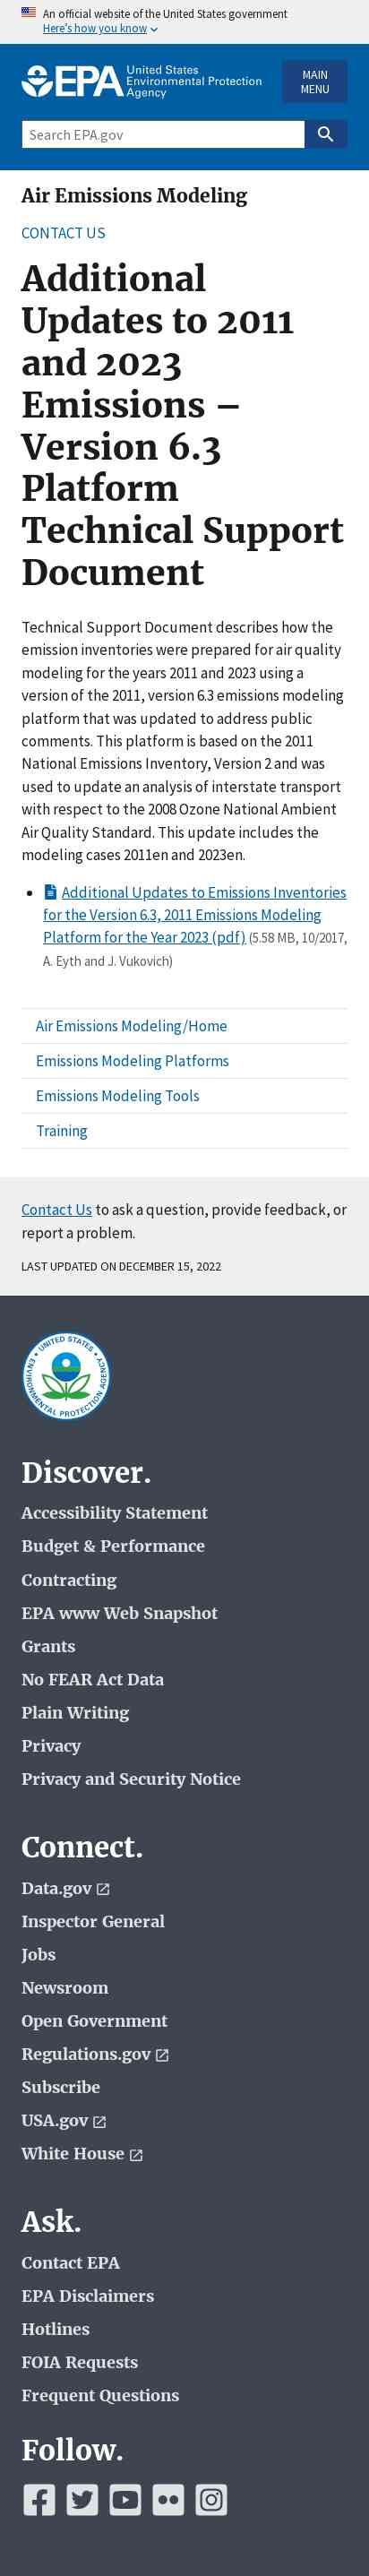 An official website of the United States government
Here's how you know
EPA United States
Environmental Protection
Agency
MAIN
MENU
Search EPA.gov
Air Emissions Modeling
CONTACT US
Additional
Updates to 2011
and 2023
Emissions –
Version 6.3
Platform
Technical Support
Document
Technical Support Document describes how the
emission inventories were prepared for air quality
modeling for the years 2011 and 2023 using a
version of the 2011, version 6.3 emissions modeling
platform that was updated to address public
comments. This platform is based on the 2011
National Emissions Inventory, Version 2 and was
used to update an analysis of interstate transport
with respect to the 2008 Ozone National Ambient
Air Quality Standard. This update includes the
modeling cases 2011en and 2023en.
Additional Updates to Emissions Inventories
for the Version 6.3, 2011 Emissions Modeling
Platform for the Year 2023 (pdf) (5.58 MB, 10/2017,
A. Eyth and J. Vukovich)
Air Emissions Modeling/Home
Emissions Modeling Platforms
Emissions Modeling Tools
Training
Contact Us to ask a question, provide feedback, or
report a problem.
LAST UPDATED ON DECEMBER 15, 2022
UNITED STATES
ENVIRONMENTAL PROTECTION AGENCY
Discover.
Accessibility Statement
Budget & Performance
Contracting
EPA www Web Snapshot
Grants
No FEAR Act Data
Plain Writing
Privacy
Privacy and Security Notice
Connect.
Data.gov
Inspector General
Jobs
Newsroom
Open Government
Regulations.gov
Subscribe
USA.gov
White House
Ask.
Contact EPA
EPA Disclaimers
Hotlines
FOIA Requests
Frequent Questions
Follow.